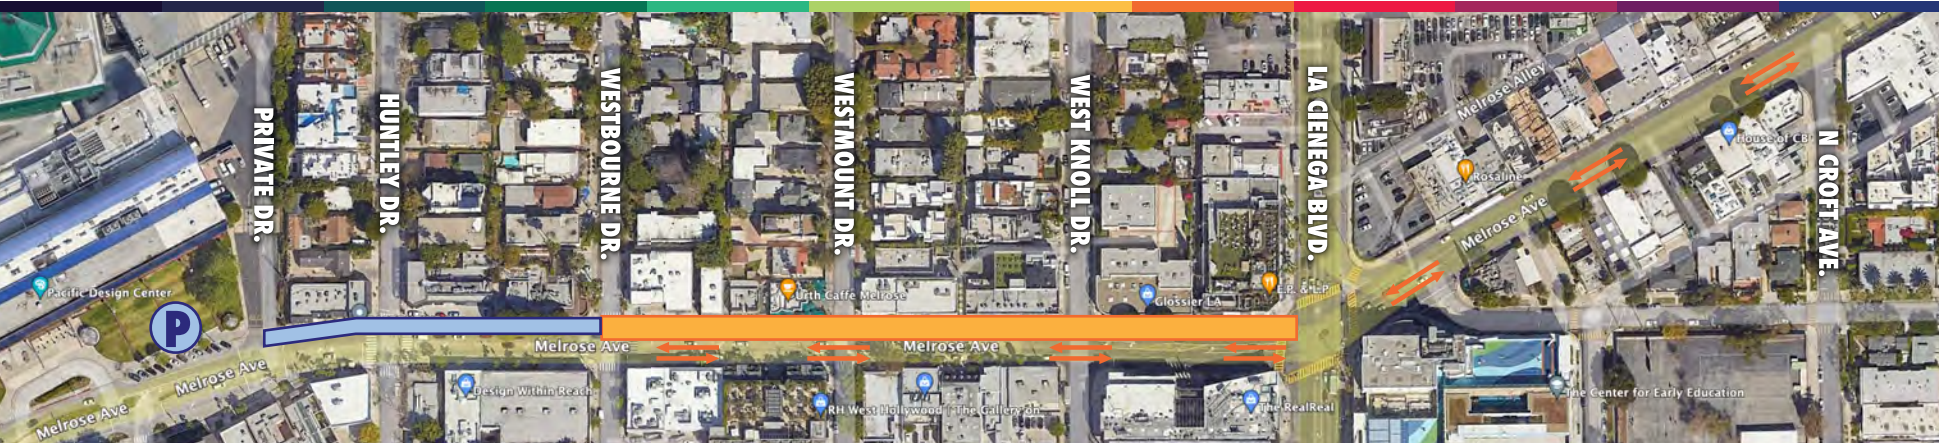 PRIVATE DR.
HUNTLEY DR.
WESTBOURNE DR.
WESTMOUNT DR.
WEST KNOLL DR.
LA CIENEGA BLVD.
N CROFT AVE.
Melrose Alley
House of CB
Rosaline
Melrose Ave
Pacific Design Center
P
Urth Caffe Melrose
Glossier LA
E.P. & L.P.
Melrose Ave
Melrose Ave
Melrose Ave
Melrose Ave
Design Within Reach
RH West Hollywood | The Gallery on
The RealReal
The Center for Early Education